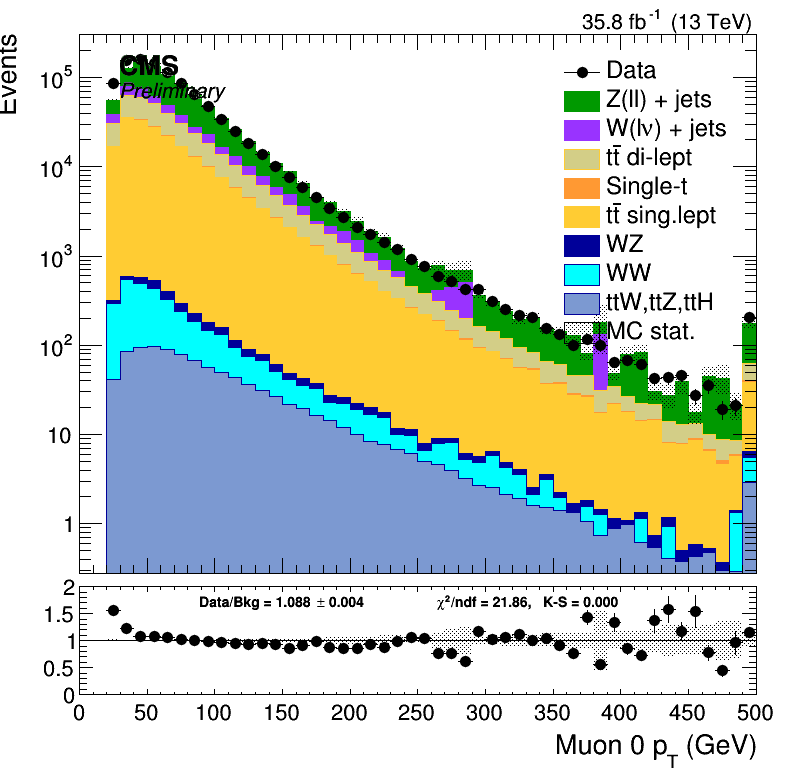 35.8 fb⁻¹ (13 TeV)
Events
CMS
Preliminary
Data
Z(ll) + jets
W(lv) + jets
tt̄ di-lept
Single-t
tt̄ sing.lept
WZ
WW
ttW,ttZ,ttH
MC stat.
10⁵
10⁴
10³
10²
10
1
Data/Bkg = 1.088 ± 0.004 χ²/ndf = 21.86, K-S = 0.000
2
1.5
1
0.5
0
0 50 100 150 200 250 300 350 400 450 500
Muon 0 p_T (GeV)